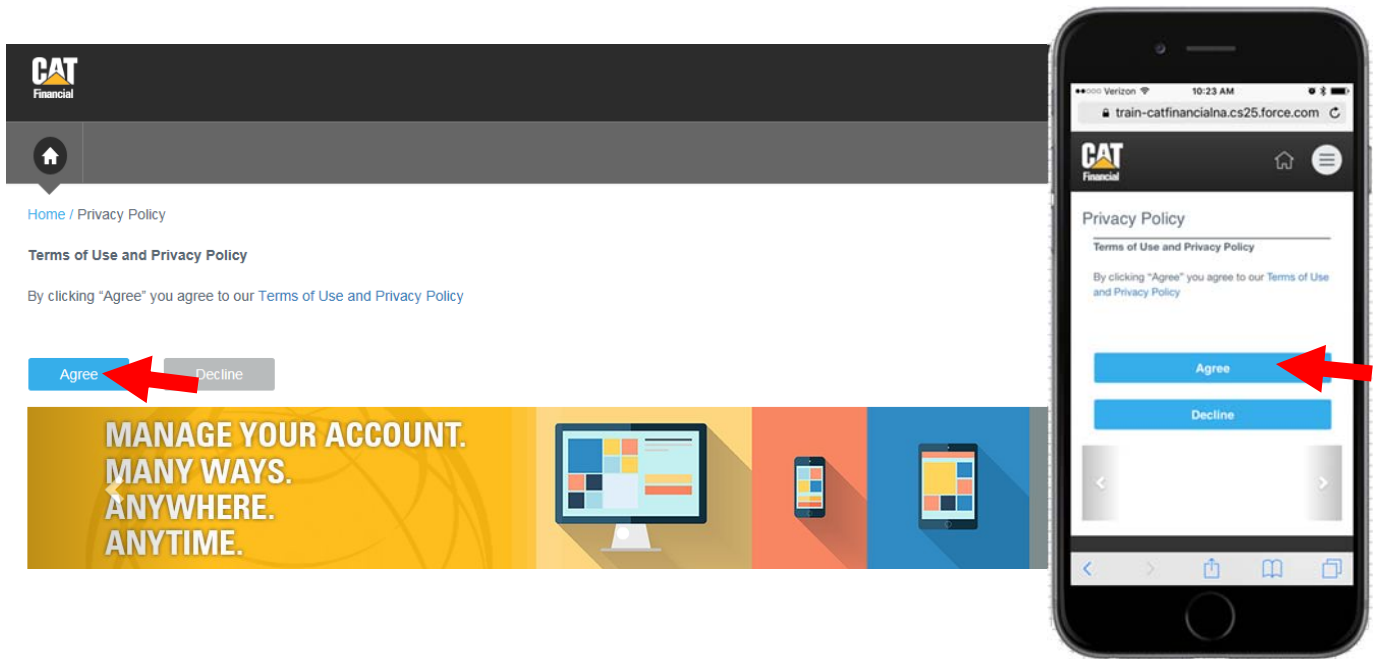 CAT
Financial
Home / Privacy Policy
Terms of Use and Privacy Policy
By clicking “Agree” you agree to our Terms of Use and Privacy Policy
Agree
Decline
MANAGE YOUR ACCOUNT.
MANY WAYS.
ANYWHERE.
ANYTIME.
Verizon 10:23 AM
train-catfinancialna.cs25.force.com
CAT
Financial
Privacy Policy
Terms of Use and Privacy Policy
By clicking “Agree” you agree to our Terms of Use
and Privacy Policy
Agree
Decline